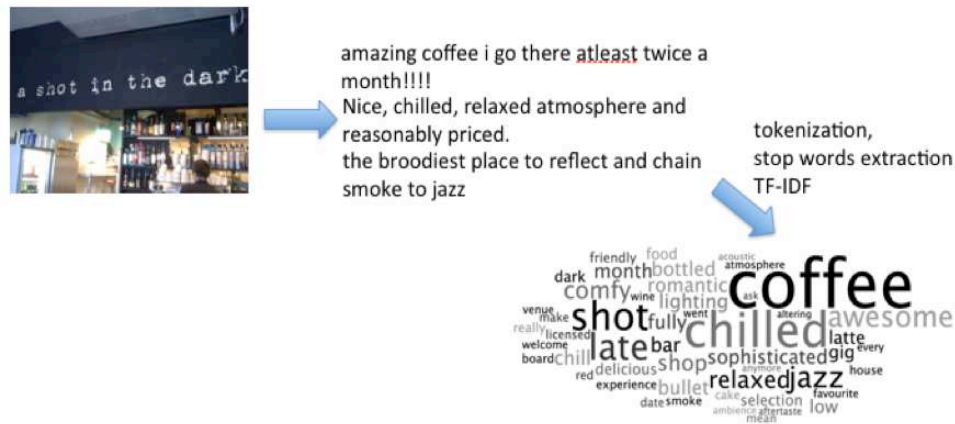 a shot in the dark
amazing coffee i go there atleast twice a
month!!!!
Nice, chilled, relaxed atmosphere and
reasonably priced.
the broodiest place to reflect and chain
smoke to jazz
tokenization,
stop words extraction
TF-IDF
friendly food acoustic
dark month bottled atmosphere coffee
comfy wine romantic ask
lighting
venue make shot fully went chilled altering awesome
really licensed
welcome late bar latte
board chill shop sophisticated gig every
delicious anymore
red experience bullet relaxed jazz house
cake favourite
date smoke selection low
ambience aftertaste
mean